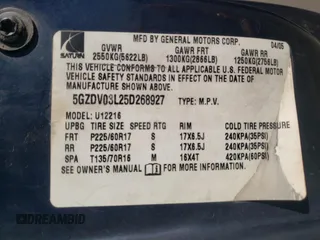 MFD BY GENERAL MOTORS CORP. 04/05
SATURN
GVWR GAWR FRT GAWR RR
2550KG(5622LB) 1300KG(2866LB) 1250KG(2756LB)
THIS VEHICLE CONFORMS TO ALL APPLICABLE U.S. FEDERAL MOTOR
VEHICLE SAFETY STANDARDS IN EFFECT ON THE DATE OF
MANUFACTURE SHOWN ABOVE.
5GZDV03L25D268927 TYPE: M.P.V.
MODEL: U12216
UPBG TIRE SIZE SPEED RTG RIM COLD TIRE PRESSURE
FRT P225/60R17 S 17X6.5J 240KPA(35PSI)
RR P225/60R17 S 17X6.5J 240KPA(35PSI)
SPA T135/70R16 M 16X4T 420KPA(60PSI)
SEE OWNER'S MANUAL FOR ADDITIONAL INFORMATION.
© DREAMBID